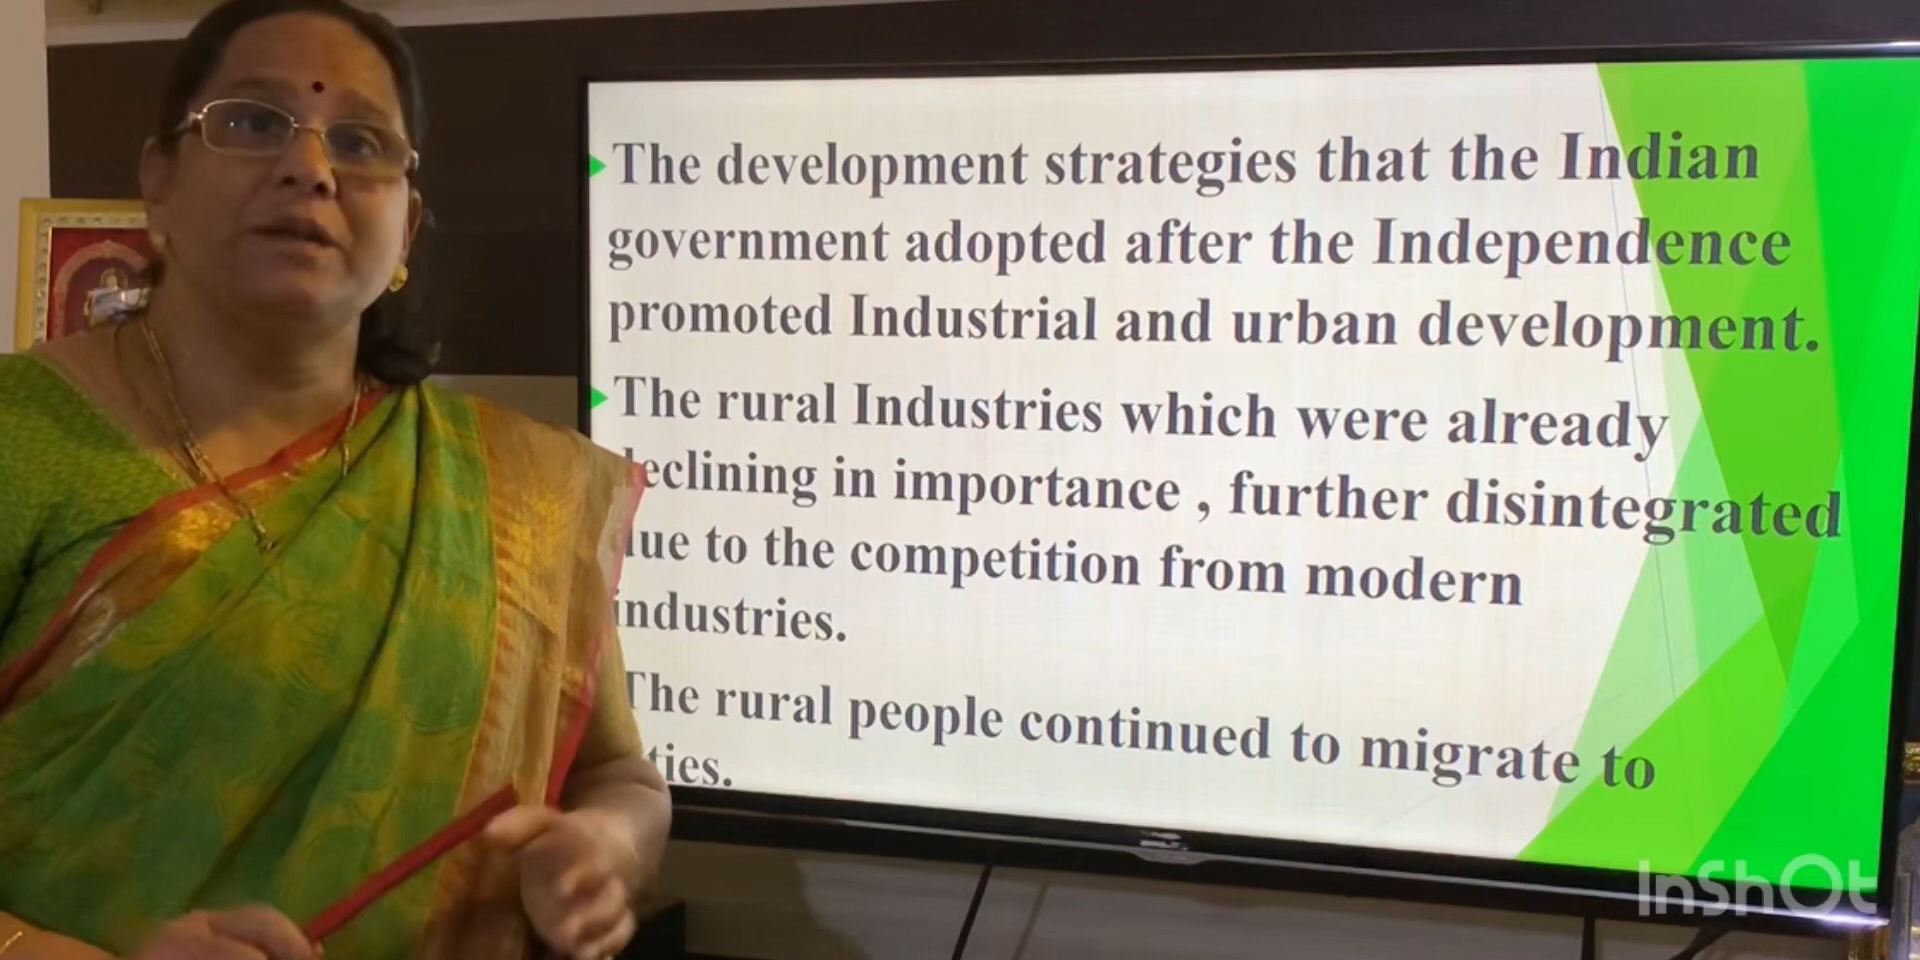 The development strategies that the Indian
government adopted after the Independence
promoted Industrial and urban development.
The rural Industries which were already
eclining in importance , further disintegrated
ue to the competition from modern
industries.
The rural people continued to migrate to
ties.
InShOt